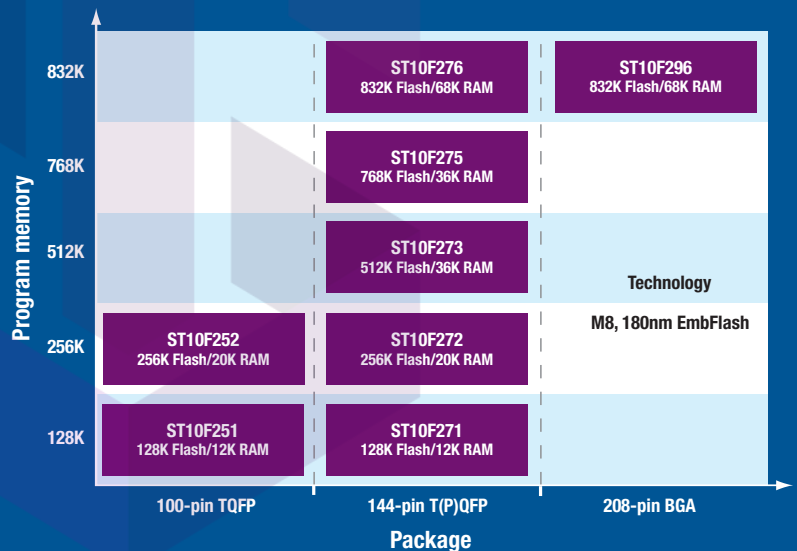 Program memory
832K
ST10F276
832K Flash/68K RAM
ST10F296
832K Flash/68K RAM
768K
ST10F275
768K Flash/36K RAM
512K
ST10F273
512K Flash/36K RAM
Technology
M8, 180nm EmbFlash
256K
ST10F252
256K Flash/20K RAM
ST10F272
256K Flash/20K RAM
128K
ST10F251
128K Flash/12K RAM
ST10F271
128K Flash/12K RAM
100-pin TQFP
144-pin T(P)QFP
208-pin BGA
Package